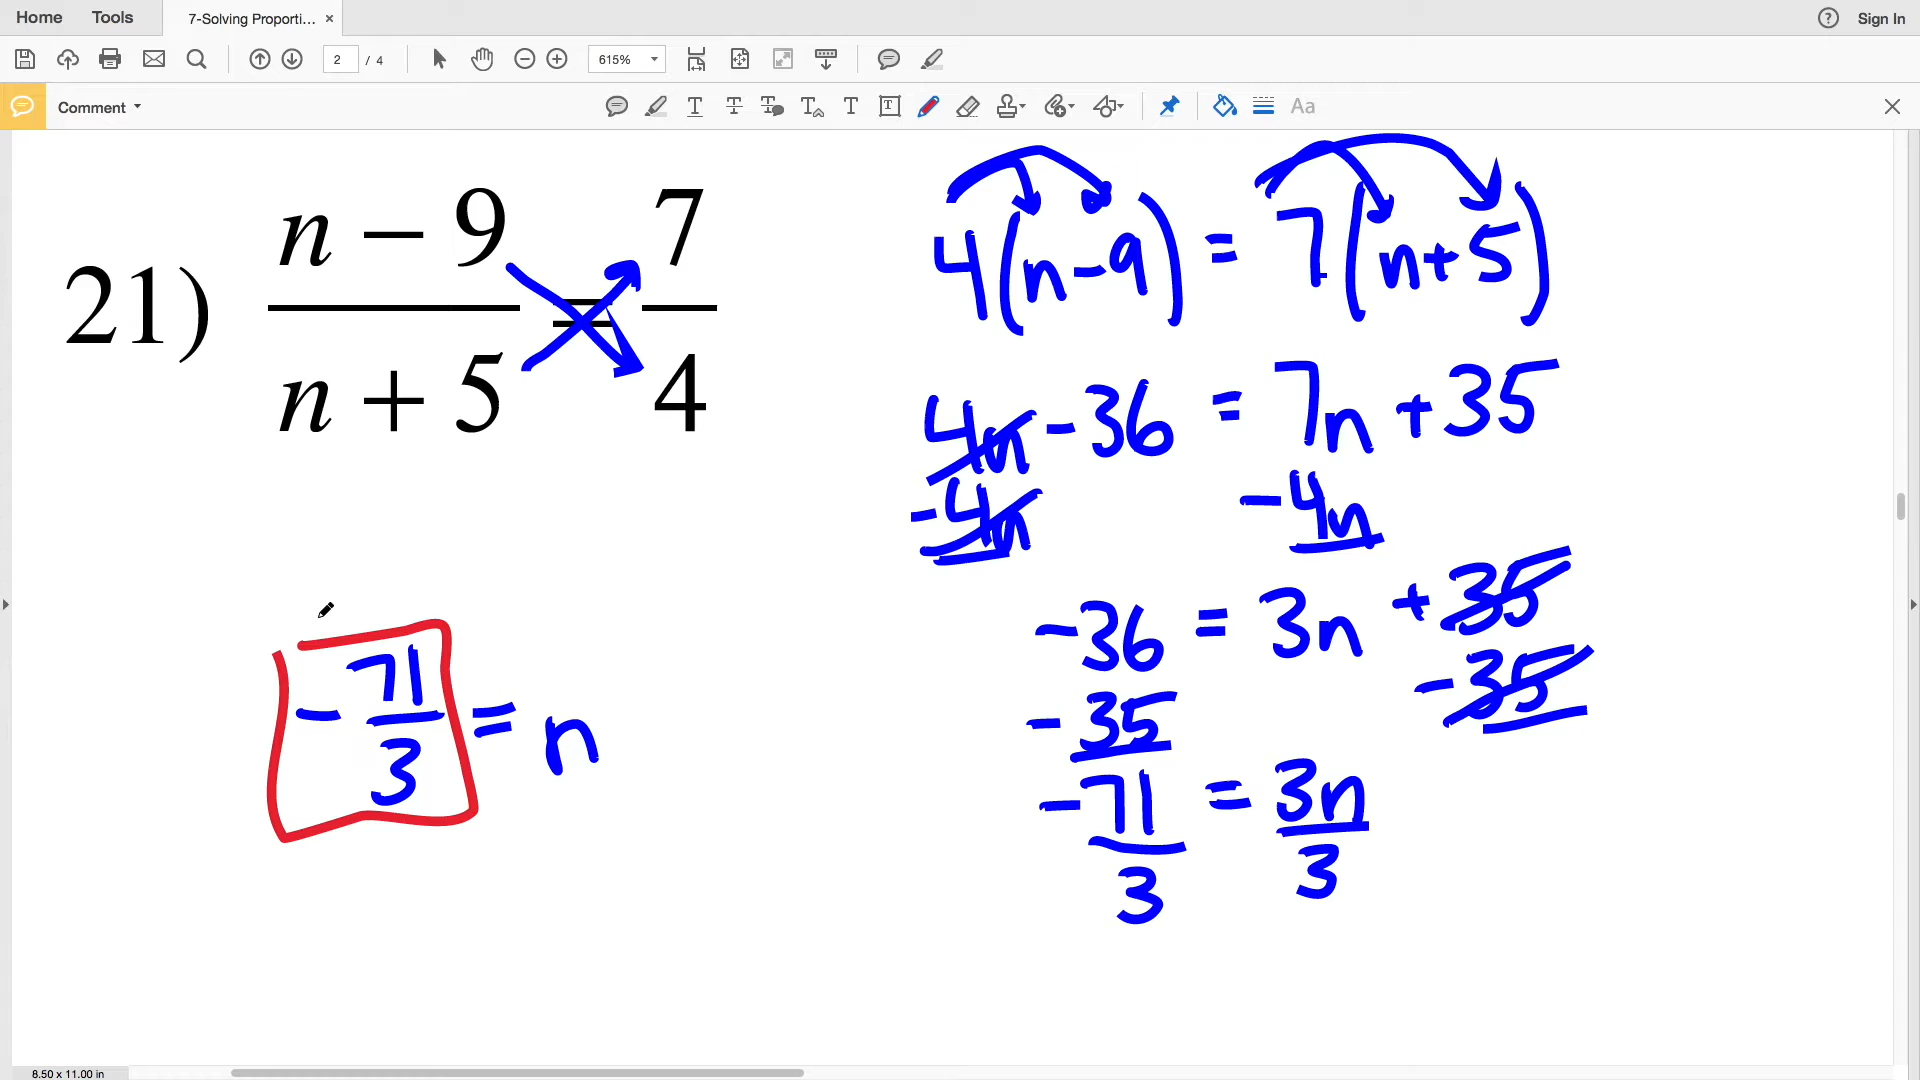 Home Tools 7-Solving Proporti... × ? Sign In
2 / 4 615%
Comment T T T T T T Aa
21) n − 9 / n + 5 = 7 / 4
4(n-9) = 7(n+5)
4n - 36 = 7n + 35
-4n -4n
-36 = 3n + 35
-35 -35
-71 / 3 = 3n / 3
- 71 / 3 = n
8.50 x 11.00 in